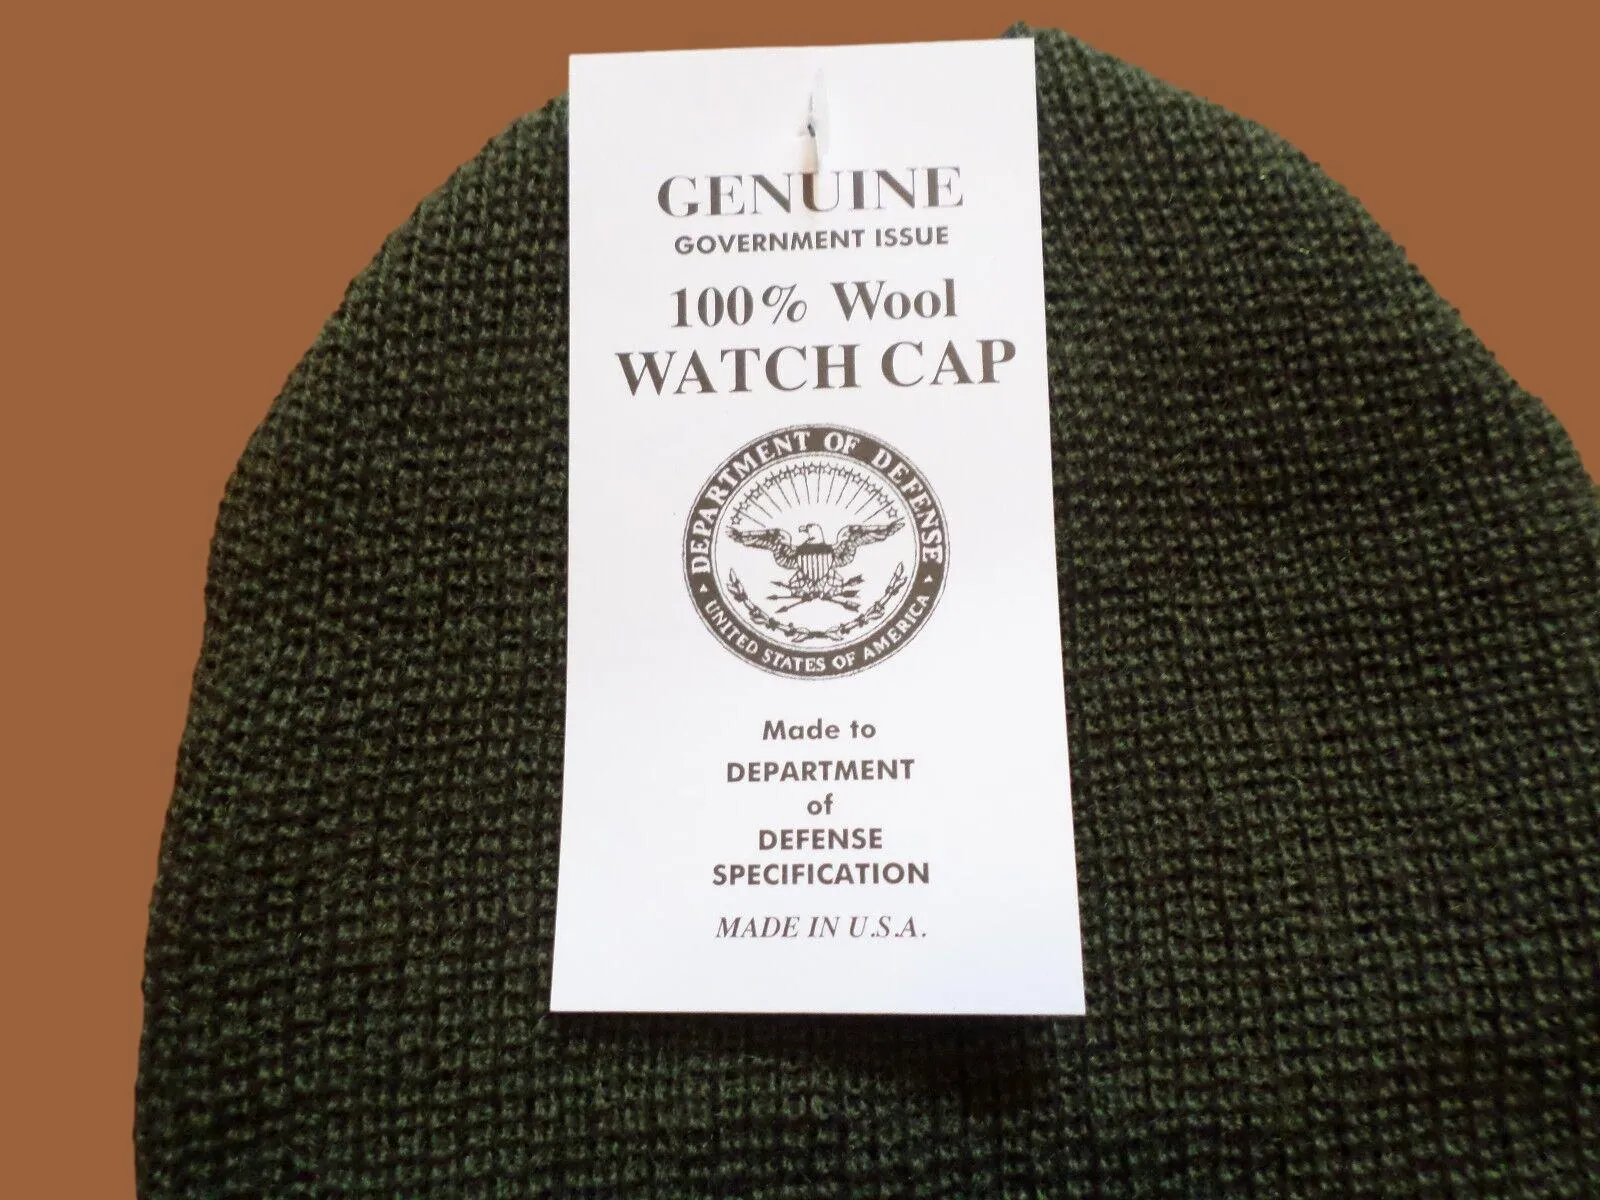 GENUINE
GOVERNMENT ISSUE
100% Wool
WATCH CAP
DEPARTMENT OF DEFENSE
UNITED STATES OF AMERICA
Made to
DEPARTMENT
of
DEFENSE
SPECIFICATION
MADE IN U.S.A.